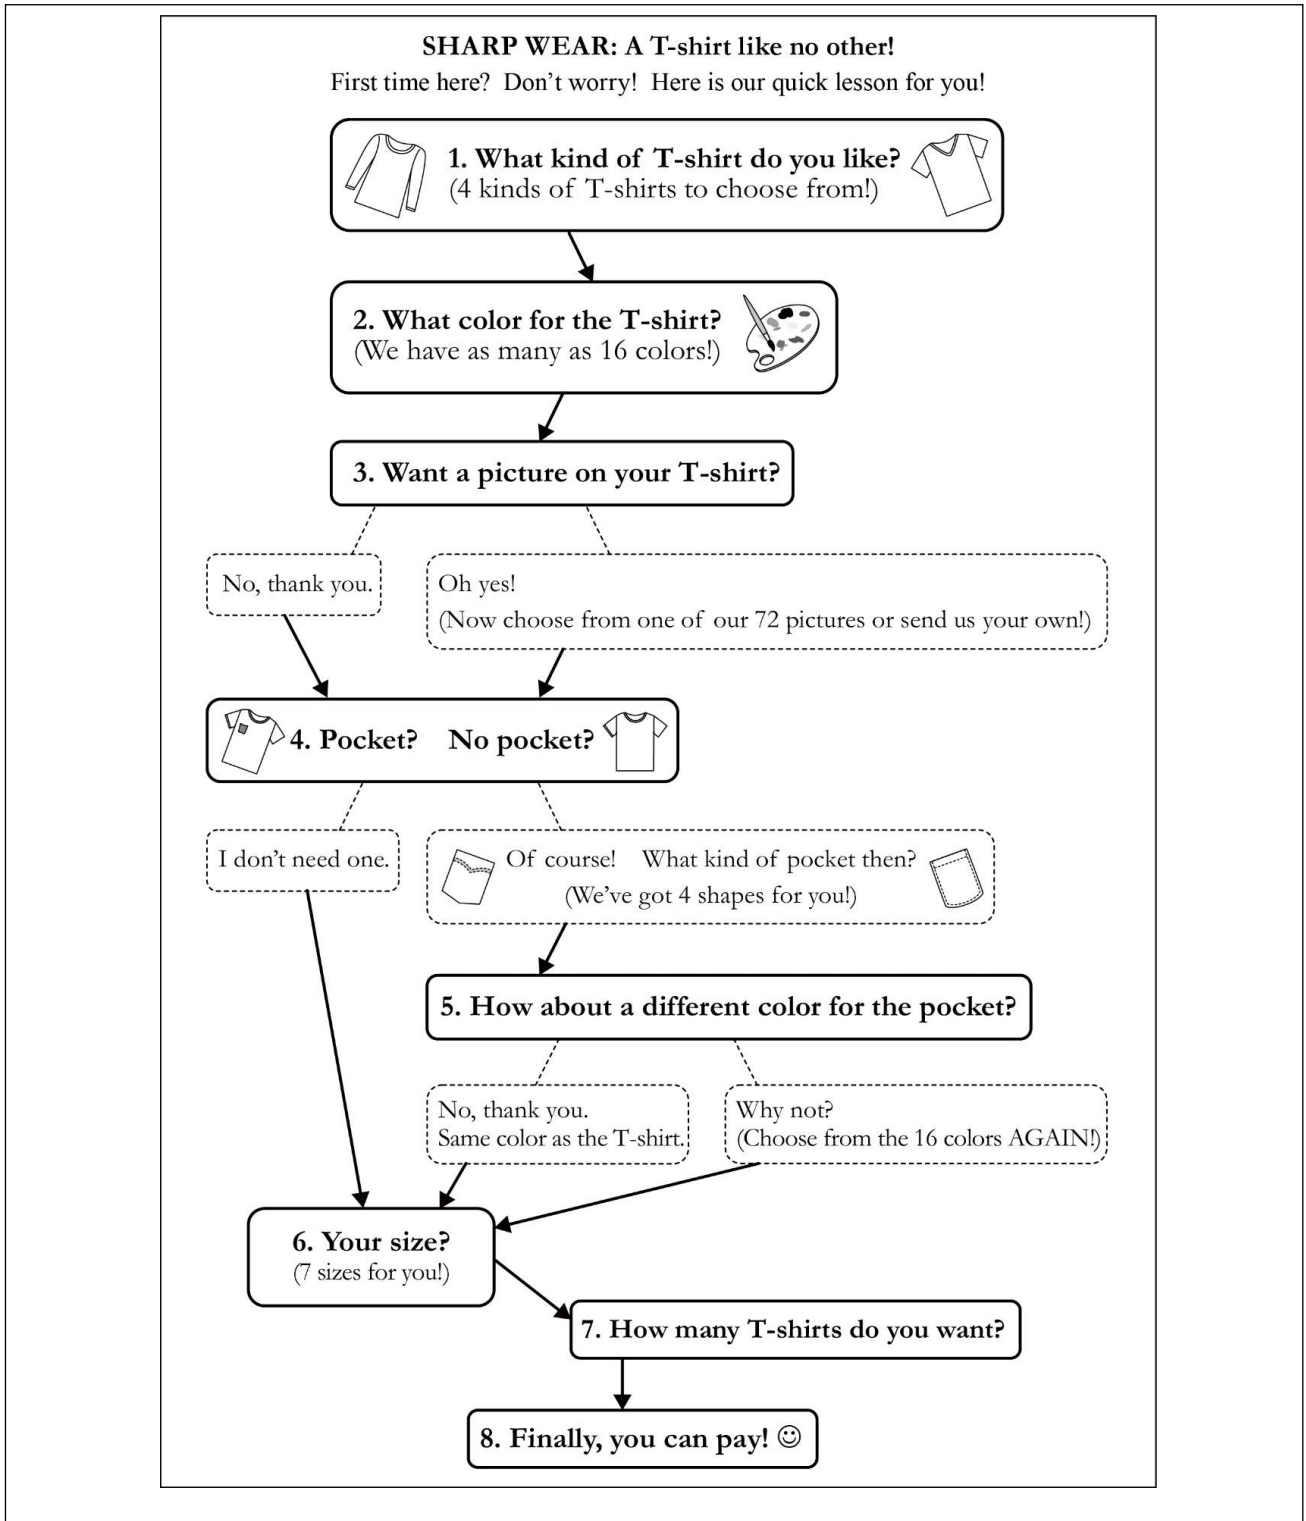 SHARP WEAR: A T-shirt like no other!
First time here? Don't worry! Here is our quick lesson for you!
1. What kind of T-shirt do you like?
(4 kinds of T-shirts to choose from!)
2. What color for the T-shirt?
(We have as many as 16 colors!)
3. Want a picture on your T-shirt?
No, thank you.
Oh yes!
(Now choose from one of our 72 pictures or send us your own!)
4. Pocket? No pocket?
I don't need one.
Of course! What kind of pocket then?
(We've got 4 shapes for you!)
5. How about a different color for the pocket?
No, thank you.
Same color as the T-shirt.
Why not?
(Choose from the 16 colors AGAIN!)
6. Your size?
(7 sizes for you!)
7. How many T-shirts do you want?
8. Finally, you can pay! ☺